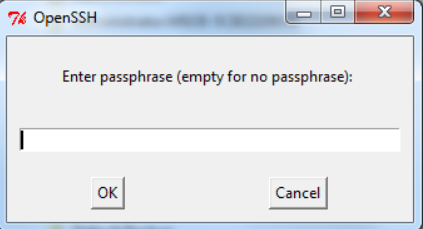 OpenSSH
Enter passphrase (empty for no passphrase):
OK Cancel